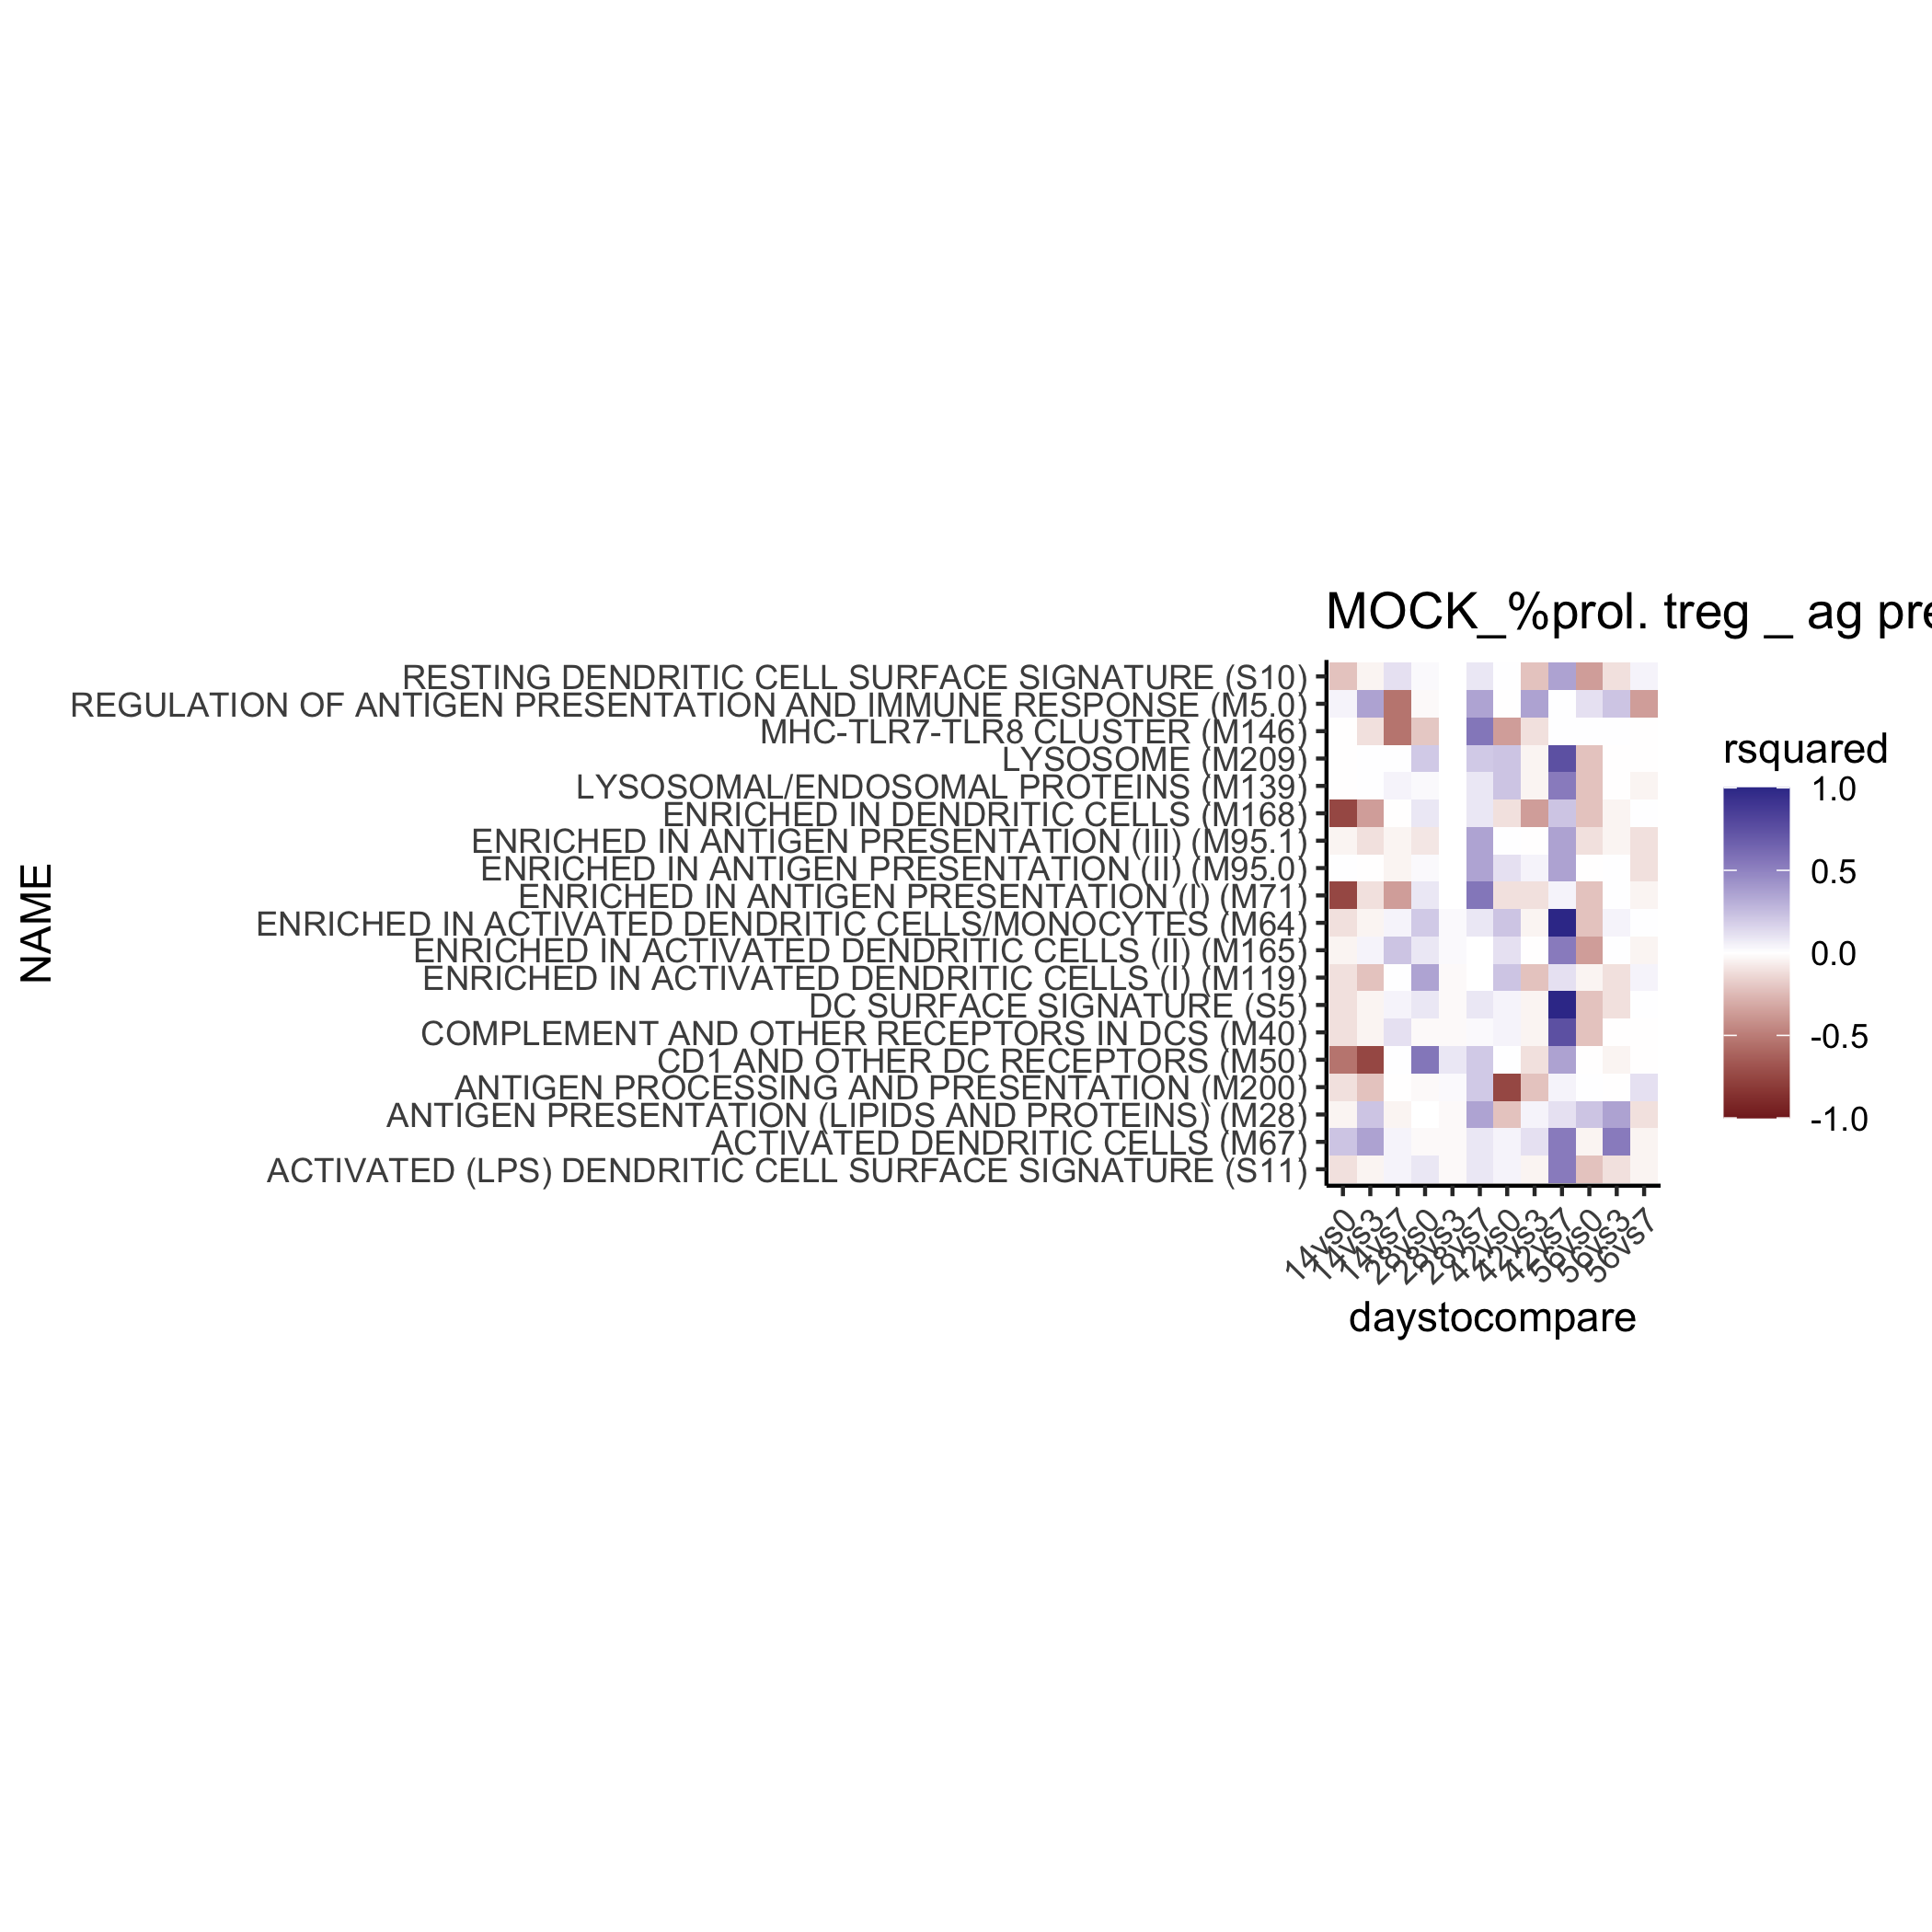 MOCK_%prol. treg _ ag pre
RESTING DENDRITIC CELL SURFACE SIGNATURE (S10)
REGULATION OF ANTIGEN PRESENTATION AND IMMUNE RESPONSE (M5.0)
MHC-TLR7-TLR8 CLUSTER (M146)
LYSOSOME (M209)
LYSOSOMAL/ENDOSOMAL PROTEINS (M139)
ENRICHED IN DENDRITIC CELLS (M168)
ENRICHED IN ANTIGEN PRESENTATION (III) (M95.1)
ENRICHED IN ANTIGEN PRESENTATION (II) (M95.0)
ENRICHED IN ANTIGEN PRESENTATION (I) (M71)
ENRICHED IN ACTIVATED DENDRITIC CELLS/MONOCYTES (M64)
ENRICHED IN ACTIVATED DENDRITIC CELLS (II) (M165)
ENRICHED IN ACTIVATED DENDRITIC CELLS (I) (M119)
DC SURFACE SIGNATURE (S5)
COMPLEMENT AND OTHER RECEPTORS IN DCS (M40)
CD1 AND OTHER DC RECEPTORS (M50)
ANTIGEN PROCESSING AND PRESENTATION (M200)
ANTIGEN PRESENTATION (LIPIDS AND PROTEINS) (M28)
ACTIVATED DENDRITIC CELLS (M67)
ACTIVATED (LPS) DENDRITIC CELL SURFACE SIGNATURE (S11)
NAME
14vs0
14vs3
14vs7
28vs0
28vs3
28vs7
42vs0
42vs3
42vs7
56vs0
56vs3
56vs7
daystocompare
rsquared
1.0
0.5
0.0
-0.5
-1.0